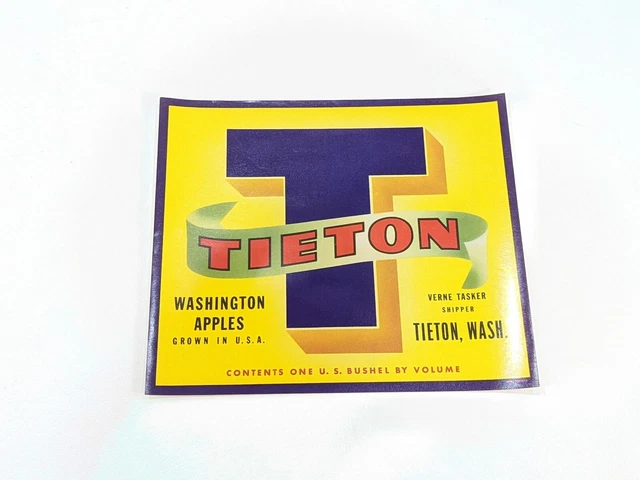 T
TIETON
WASHINGTON
APPLES
GROWN IN U.S.A.
VERNE TASKER
SHIPPER
TIETON, WASH.
CONTENTS ONE U. S. BUSHEL BY VOLUME